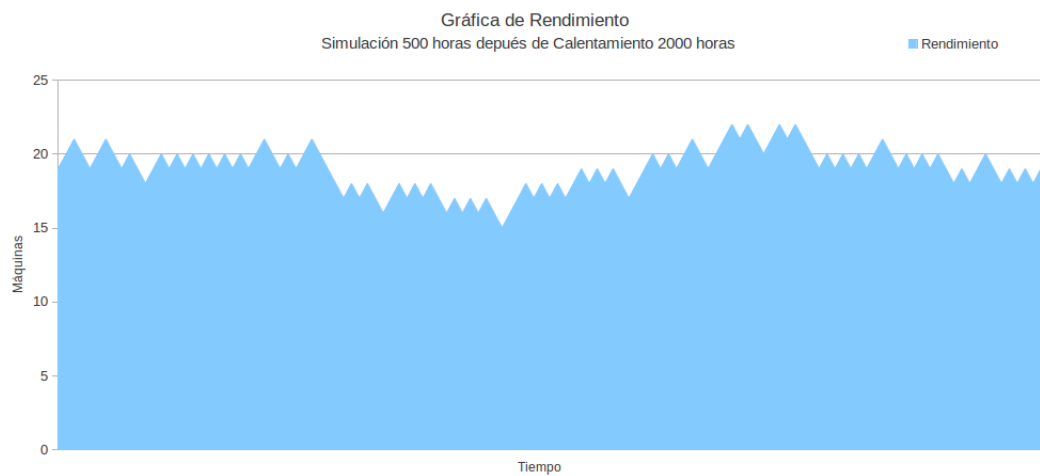 Gráfica de Rendimiento
Simulación 500 horas depués de Calentamiento 2000 horas
Rendimiento
25
20
15
10
5
0
Máquinas
Tiempo